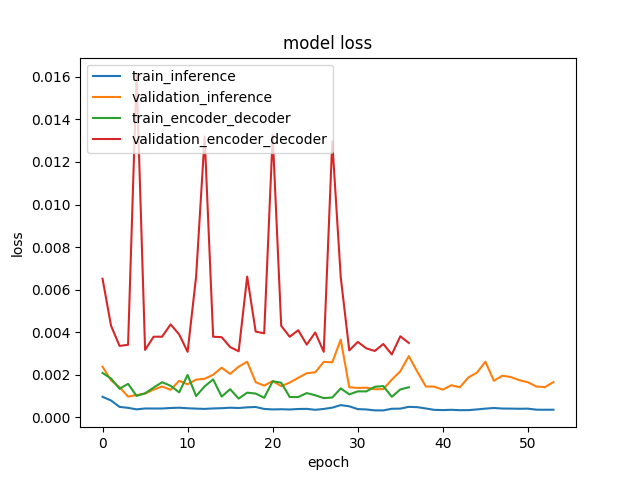 model loss
train_inference
validation_inference
train_encoder_decoder
validation_encoder_decoder
0.016
0.014
0.012
0.010
0.008
0.006
0.004
0.002
0.000
loss
0 10 20 30 40 50
epoch